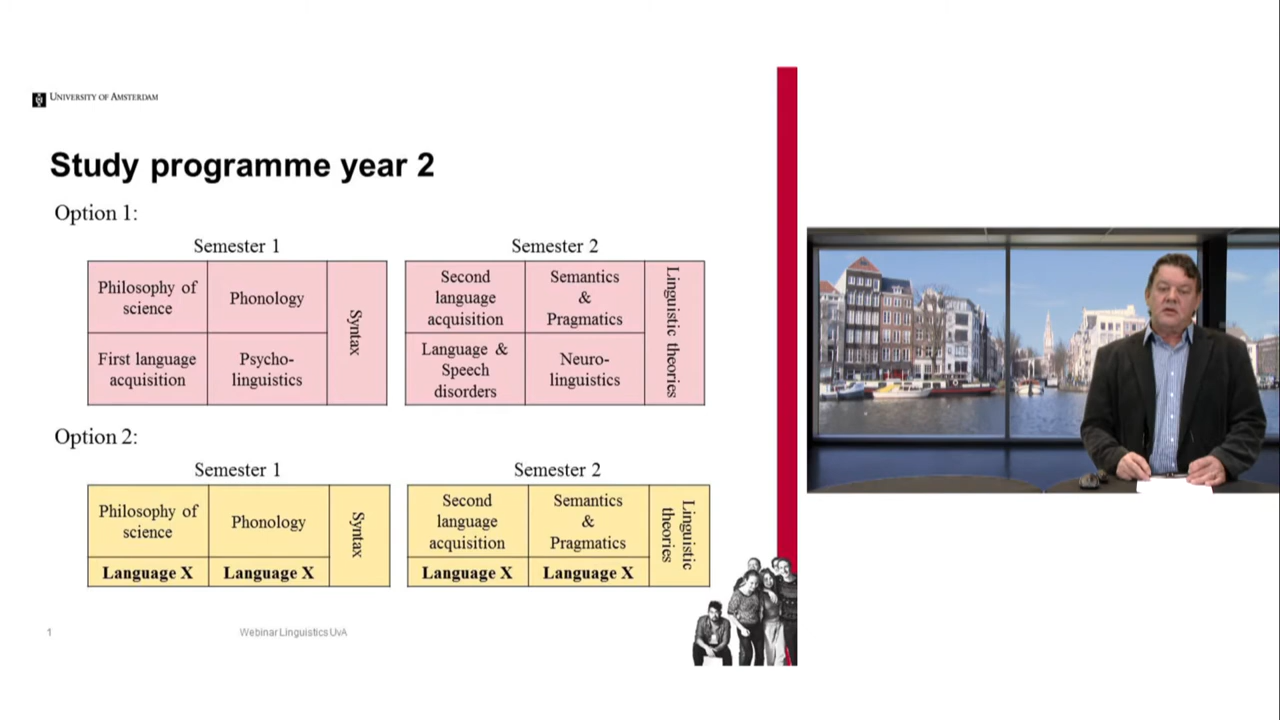 UNIVERSITY OF AMSTERDAM
Study programme year 2
Option 1:
Semester 1
Semester 2
Philosophy of
science
Phonology
Syntax
First language
acquisition
Psycho-
linguistics
Second
language
acquisition
Semantics
&
Pragmatics
Linguistic theories
Language &
Speech
disorders
Neuro-
linguistics
Option 2:
Semester 1
Semester 2
Philosophy of
science
Phonology
Syntax
Language X
Language X
Second
language
acquisition
Semantics
&
Pragmatics
Linguistic
theories
Language X
Language X
1
Webinar Linguistics UvA